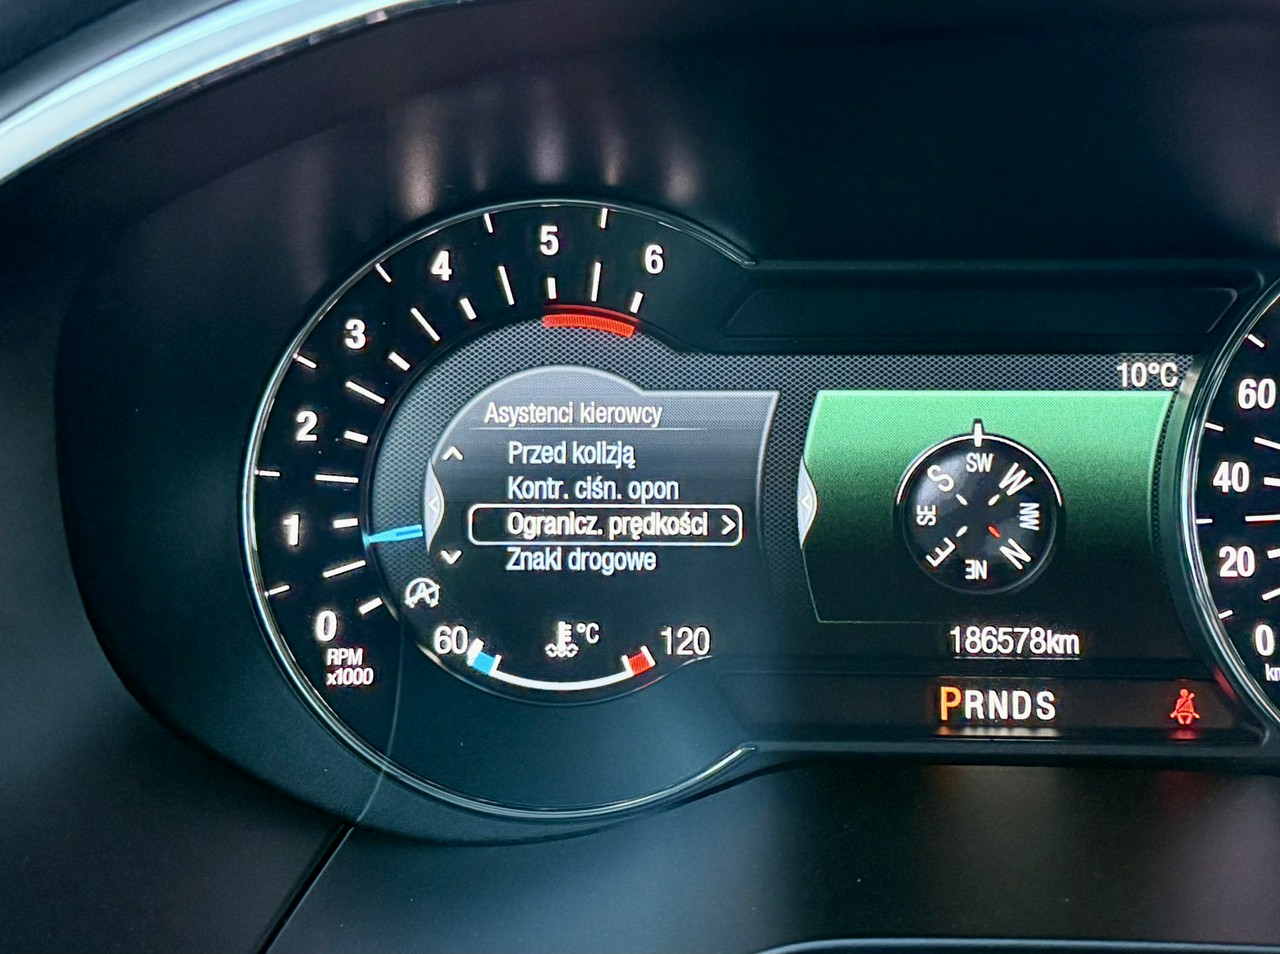 4
5
6
3
2
1
0
RPM
x1000
Asystenci kierowcy
Przed kolizją
Kontr. ciśn. opon
Ogranicz. prędkości
Znaki drogowe
A
60
°C
120
10°C
SW
S
W
SE
NW
E
N
NE
186578km
PRNDS
60
40
20
0